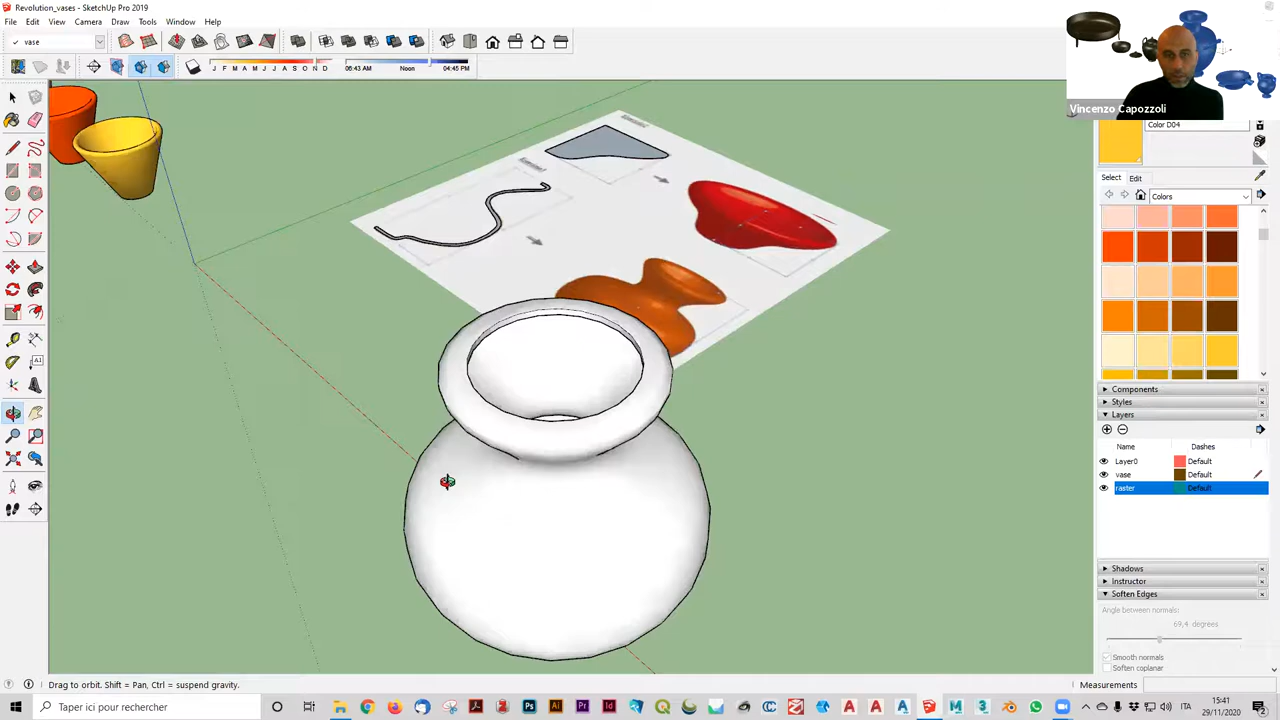 Revolution_vases - SketchUp Pro 2019
File Edit View Camera Draw Tools Window Help
vase
J F M A M J J A S O N D
06:43 AM Noon 04:45 PM
Vincenzo Capozzoli
Color D04
Select Edit
Colors
Components
Styles
Layers
Name Dashes
Layer0 Default
vase Default
raster Default
Shadows
Instructor
Soften Edges
Angle between normals:
69,4 degrees
Smooth normals
Soften coplanar
Drag to orbit. Shift = Pan, Ctrl = suspend gravity.
Measurements
Taper ici pour rechercher
ITA
15:41
29/11/2020